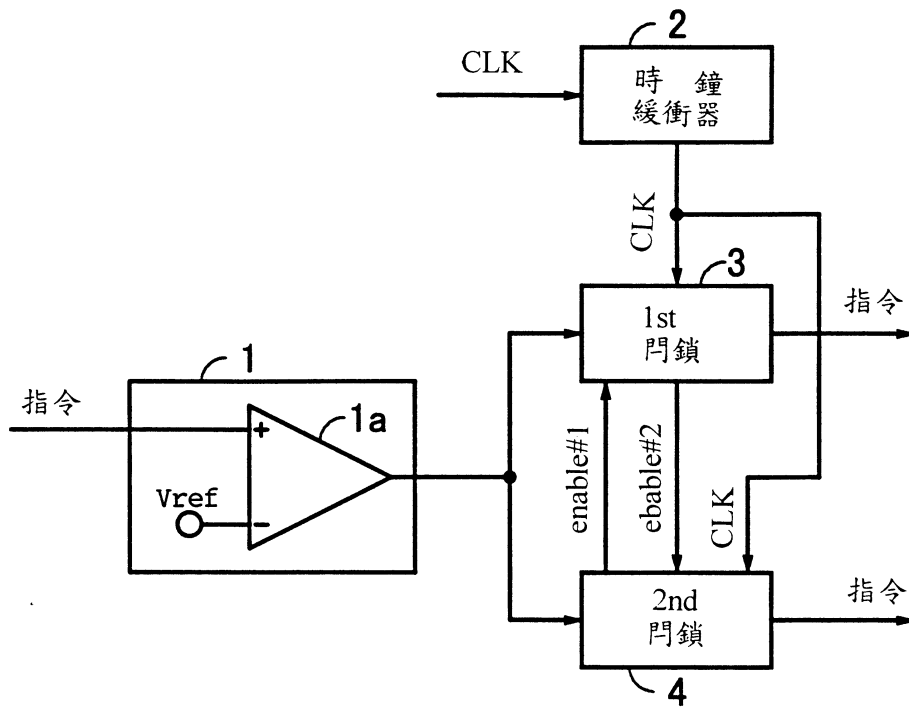 2
CLK
時 鐘
緩衝器
CLK
3
1st
閂鎖
指令
1
指令
1a
+
Vref
−
enable#1
ebable#2
CLK
2nd
閂鎖
指令
4